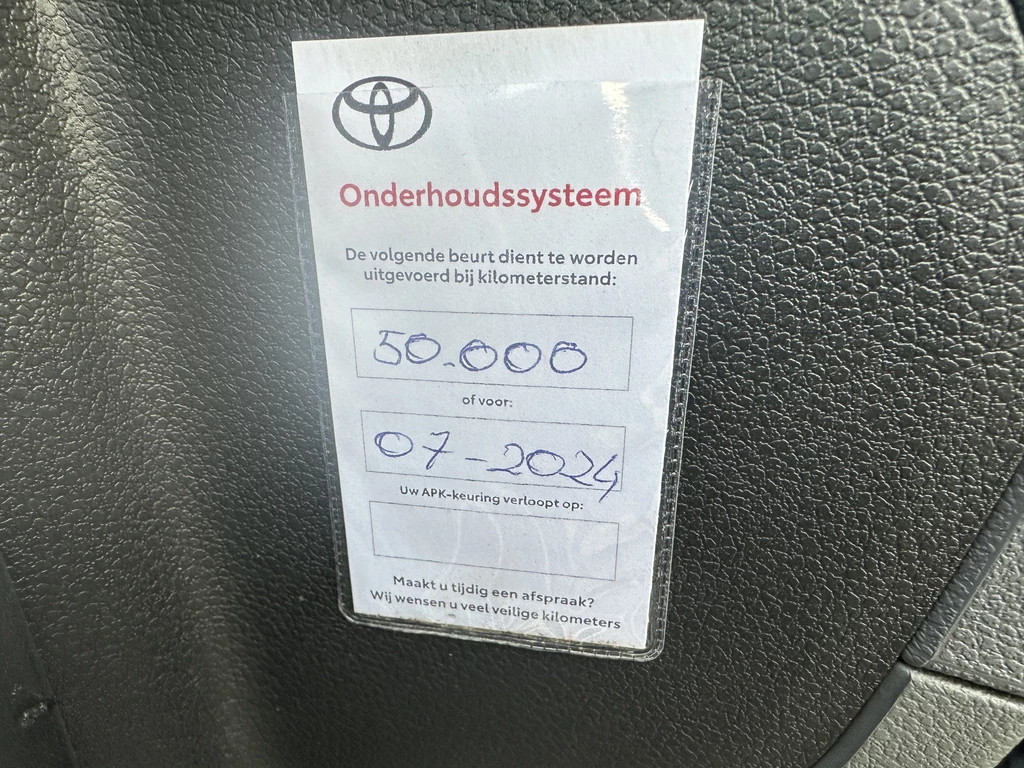 Onderhoudssysteem
De volgende beurt dient te worden
uitgevoerd bij kilometerstand:
50.000
of voor:
07-2024
Uw APK-keuring verloopt op:
Maakt u tijdig een afspraak?
Wij wensen u veel veilige kilometers